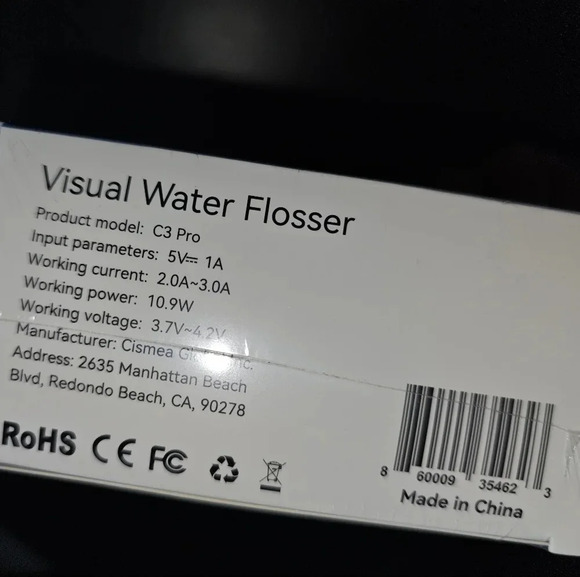 Visual Water Flosser
Product model: C3 Pro
Input parameters: 5V⎓ 1A
Working current: 2.0A~3.0A
Working power: 10.9W
Working voltage: 3.7V~4.2V
Manufacturer: Cismea Inc.
Address: 2635 Manhattan Beach
Blvd, Redondo Beach, CA, 90278
RoHS CE FC
8 60009 35462 3
Made in China